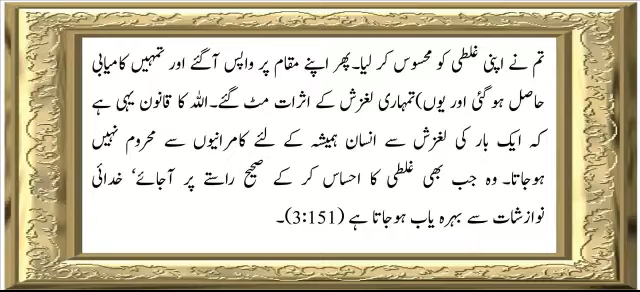 تم نے اپنی غلطی کو محسوس کر لیا۔پھر اپنے مقام پر واپس آگئے اور تمہیں کامیابی
حاصل ہو گئی اور یوں)تمہاری لغزش کے اثرات مٹ گئے۔اللہ کا قانون یہی ہے
کہ ایک بار کی لغزش سے انسان ہمیشہ کے لئے کامرانیوں سے محروم نہیں
ہوجاتا۔ وہ جب بھی غلطی کا احساس کر کے صحیح راستے پر آجائے، خدائی
نوازشات سے بہرہ یاب ہوجاتا ہے (3:151)۔